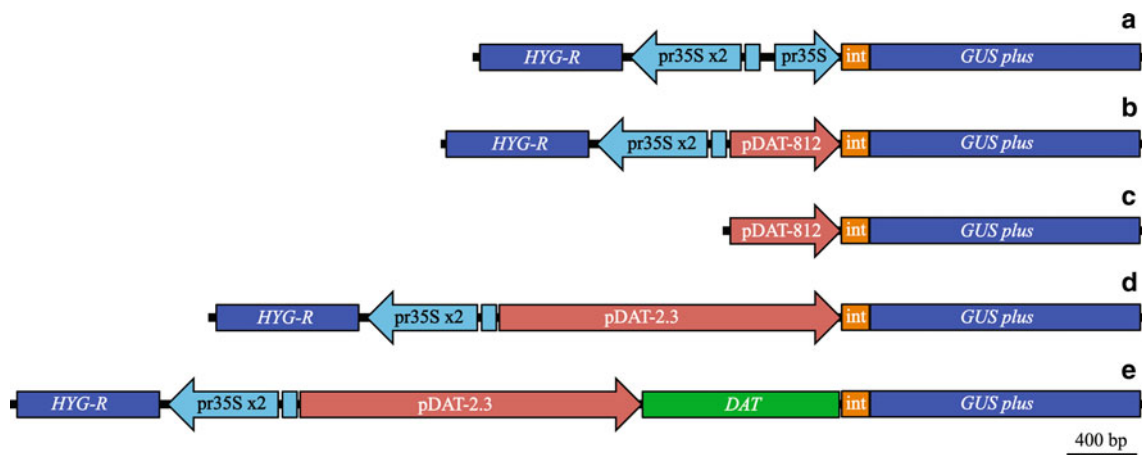 a
HYG-R pr35S x2 pr35S int GUS plus
b
HYG-R pr35S x2 pDAT-812 int GUS plus
c
pDAT-812 int GUS plus
d
HYG-R pr35S x2 pDAT-2.3 int GUS plus
e
HYG-R pr35S x2 pDAT-2.3 DAT int GUS plus
400 bp